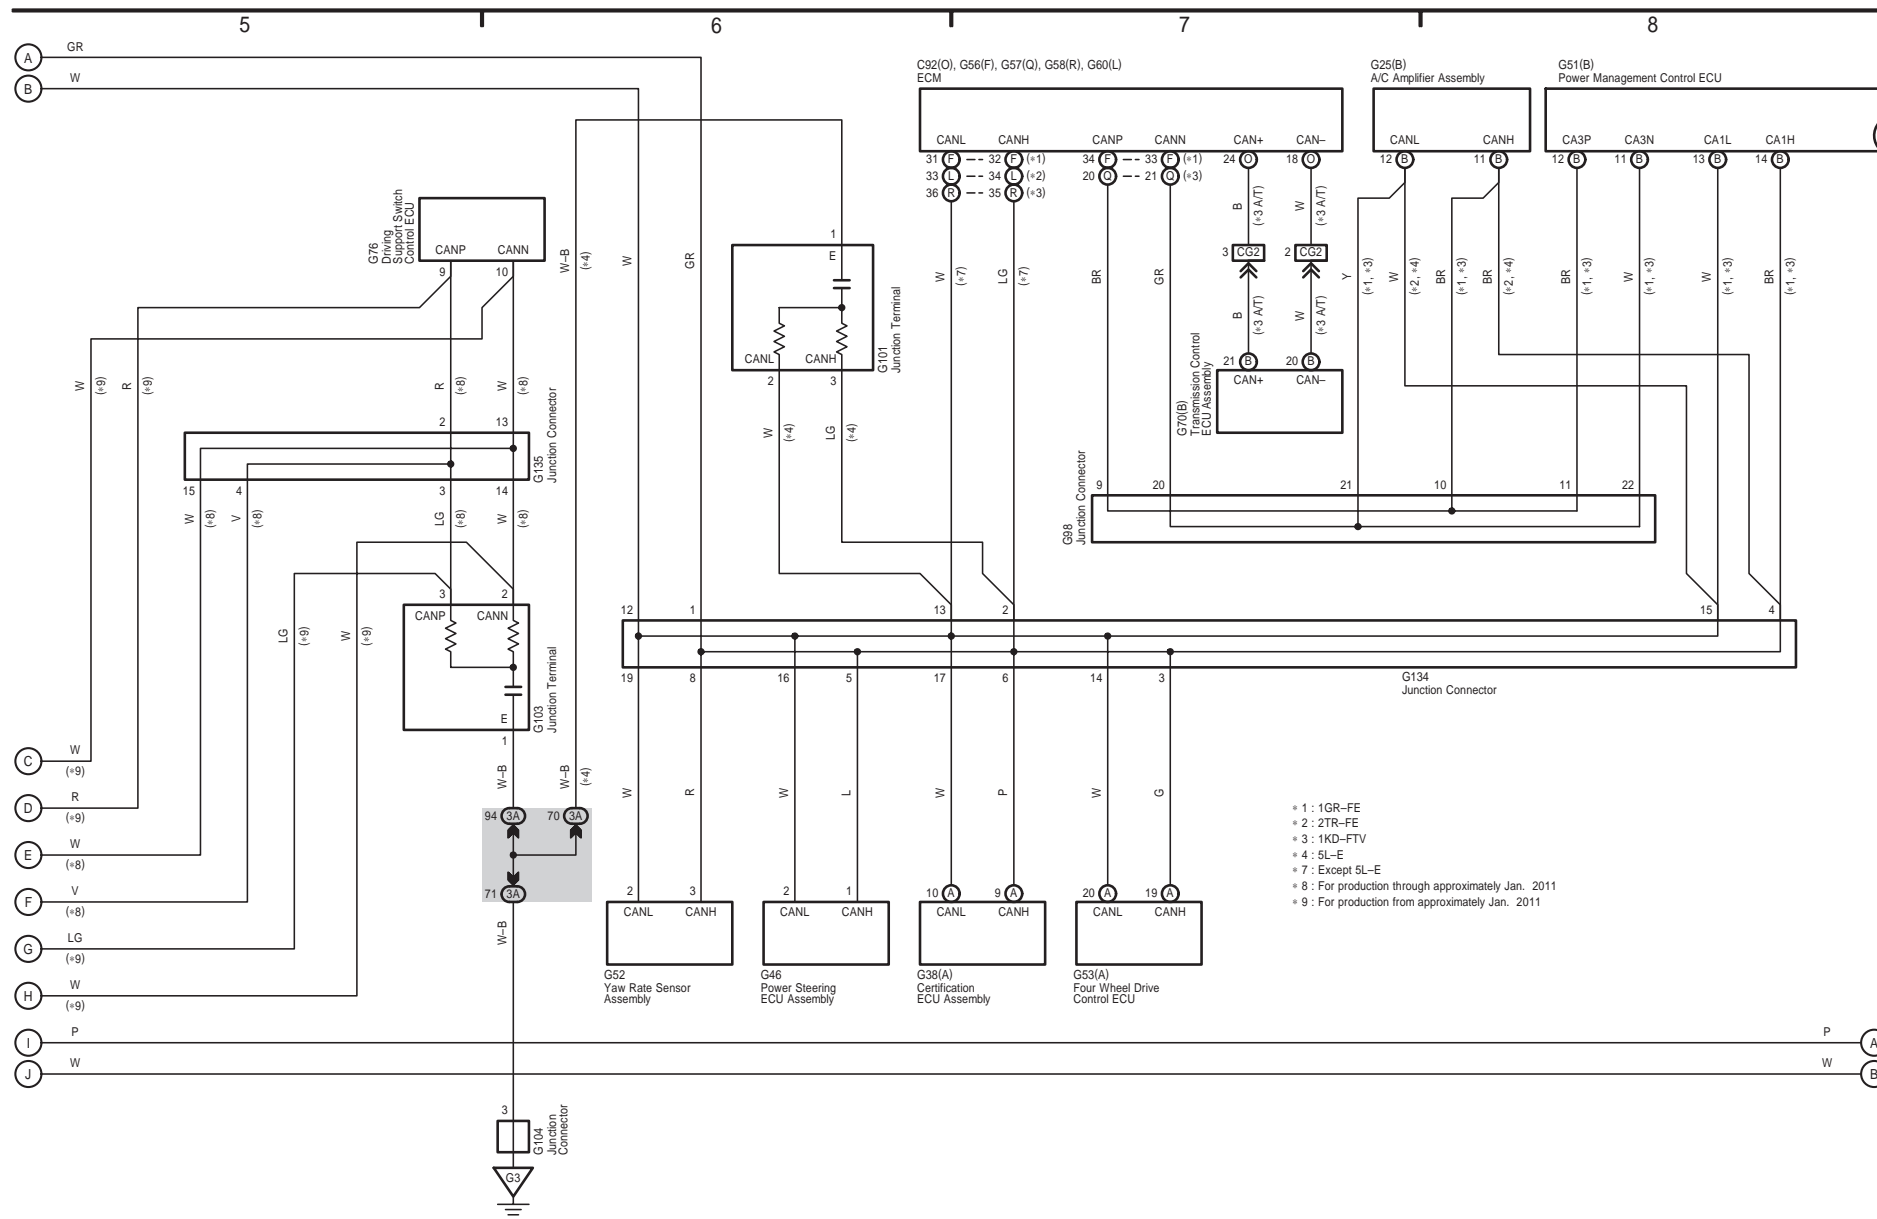 5 6 7 8
A GR
B W
C92(O), G56(F), G57(Q), G58(R), G60(L)
ECM
G25(B)
A/C Amplifier Assembly
G51(B)
Power Management Control ECU
CANL CANH CANP CANN CAN+ CAN–
CANL CANH
CA3P CA3N CA1L CA1H
31 F 32 F (*1) 34 F 33 F (*1) 24 O 18 O
12 B 11 B 12 B 11 B 13 B 14 B
33 L 34 L (*2) 20 Q 21 Q (*3)
36 R 35 R (*3)
G76
Driving
Support Switch
Control ECU
CANP CANN
9 10
W–B
(*4)
W
GR
1
E
CANL CANH
2 3
G101
Junction Terminal
W
(*7)
LG
(*7)
BR
GR
B
(*3 A/T)
W
(*3 A/T)
3 CG2 2 CG2
B
(*3 A/T)
W
(*3 A/T)
21 B 20 B
CAN+ CAN–
G70(B)
Transmission Control
ECU Assembly
Y
(*1, *3)
W
(*2, *4)
BR
(*1, *3)
BR
(*2, *4)
BR
(*1, *3)
W
(*1, *3)
W
(*1, *3)
BR
(*1, *3)
W
(*9)
R
(*9)
R
(*8)
W
(*8)
2 13
G135
Junction Connector
15 4 3 14
W
(*8)
V
(*8)
LG
(*8)
W
(*8)
W
(*4)
LG
(*4)
9 20 21 10 11 22
G98
Junction Connector
3 2
CANP CANN
E
1
G103
Junction Terminal
LG
(*9)
W
(*9)
12 1 13 2 15 4
19 8 16 5 17 6 14 3
G134
Junction Connector
C W
(*9)
D R
(*9)
E W
(*8)
F V
(*8)
G LG
(*9)
H W
(*9)
W–B
W–B
(*4)
94 3A 70 3A
71 3A
W–B
W R W L W P W G
2 3 2 1 10 A 9 A 20 A 19 A
CANL CANH CANL CANH CANL CANH CANL CANH
G52
Yaw Rate Sensor
Assembly
G46
Power Steering
ECU Assembly
G38(A)
Certification
ECU Assembly
G53(A)
Four Wheel Drive
Control ECU
* 1 : 1GR–FE
* 2 : 2TR–FE
* 3 : 1KD–FTV
* 4 : 5L–E
* 7 : Except 5L–E
* 8 : For production through approximately Jan. 2011
* 9 : For production from approximately Jan. 2011
I P P A
J W W B
3
G104
Junction
Connector
G3